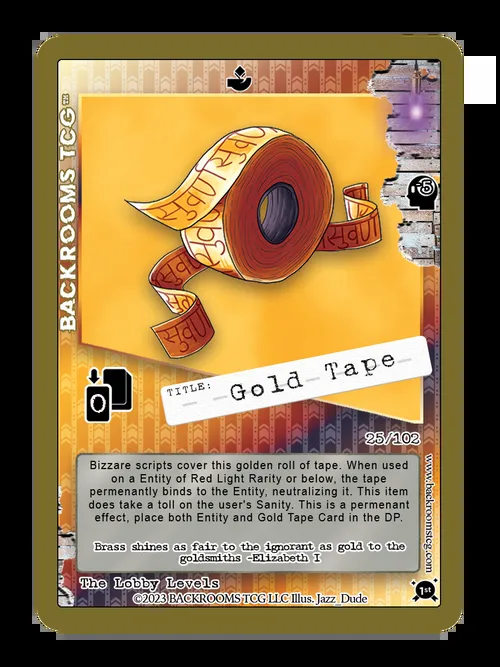 BACKROOMS TCG™
5
सुवर्ण
सुवर्ण
सुवर्ण
सुवर्ण
0
TITLE: Gold Tape
25/102
Bizzare scripts cover this golden roll of tape. When used
on a Entity of Red Light Rarity or below, the tape
permenantly binds to the Entity, neutralizing it. This item
does take a toll on the user's Sanity. This is a permenant
effect, place both Entity and Gold Tape Card in the DP.
Brass shines as fair to the ignorant as gold to the
goldsmiths -Elizabeth I
www.backroomstcg.com
The Lobby Levels
1st
©2023 BACKROOMS TCG LLC Illus. Jazz_Dude